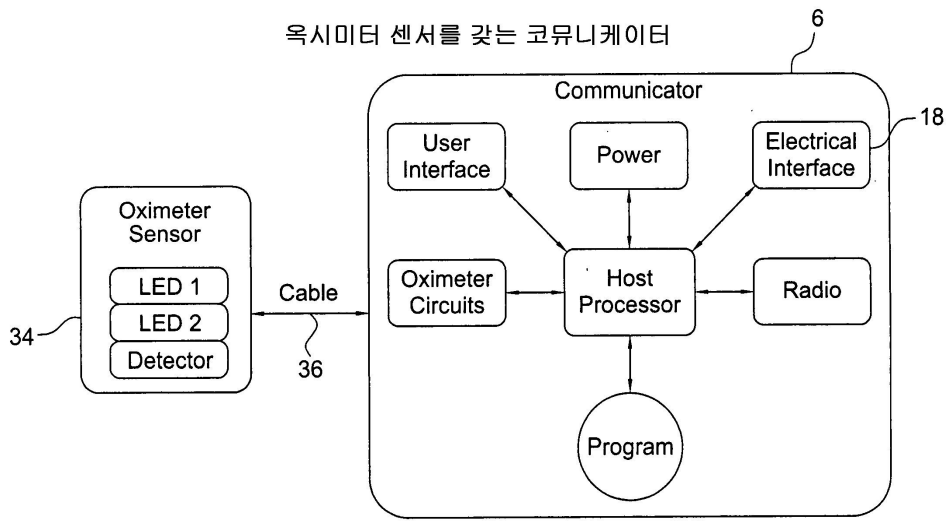 옥시미터 센서를 갖는 코뮤니케이터
6
Communicator
18
User
Interface
Power
Electrical
Interface
Oximeter
Sensor
LED 1
LED 2
Detector
34
Cable
36
Oximeter
Circuits
Host
Processor
Radio
Program